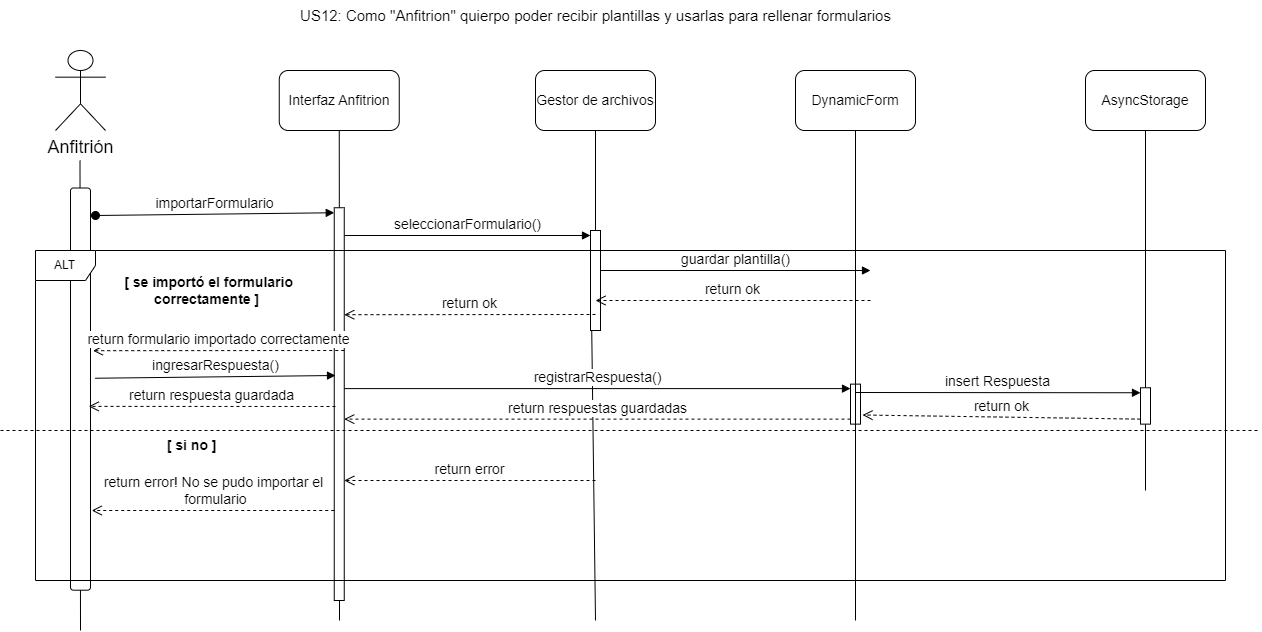 US12: Como "Anfitrion" quierpo poder recibir plantillas y usarlas para rellenar formularios
Anfitrión
Interfaz Anfitrion
Gestor de archivos
DynamicForm
AsyncStorage
importarFormulario
seleccionarFormulario()
ALT
[ se importó el formulario
correctamente ]
guardar plantilla()
return ok
return ok
return formulario importado correctamente
ingresarRespuesta()
registrarRespuesta()
insert Respuesta
return respuesta guardada
return respuestas guardadas
return ok
[ si no ]
return error
return error! No se pudo importar el
formulario